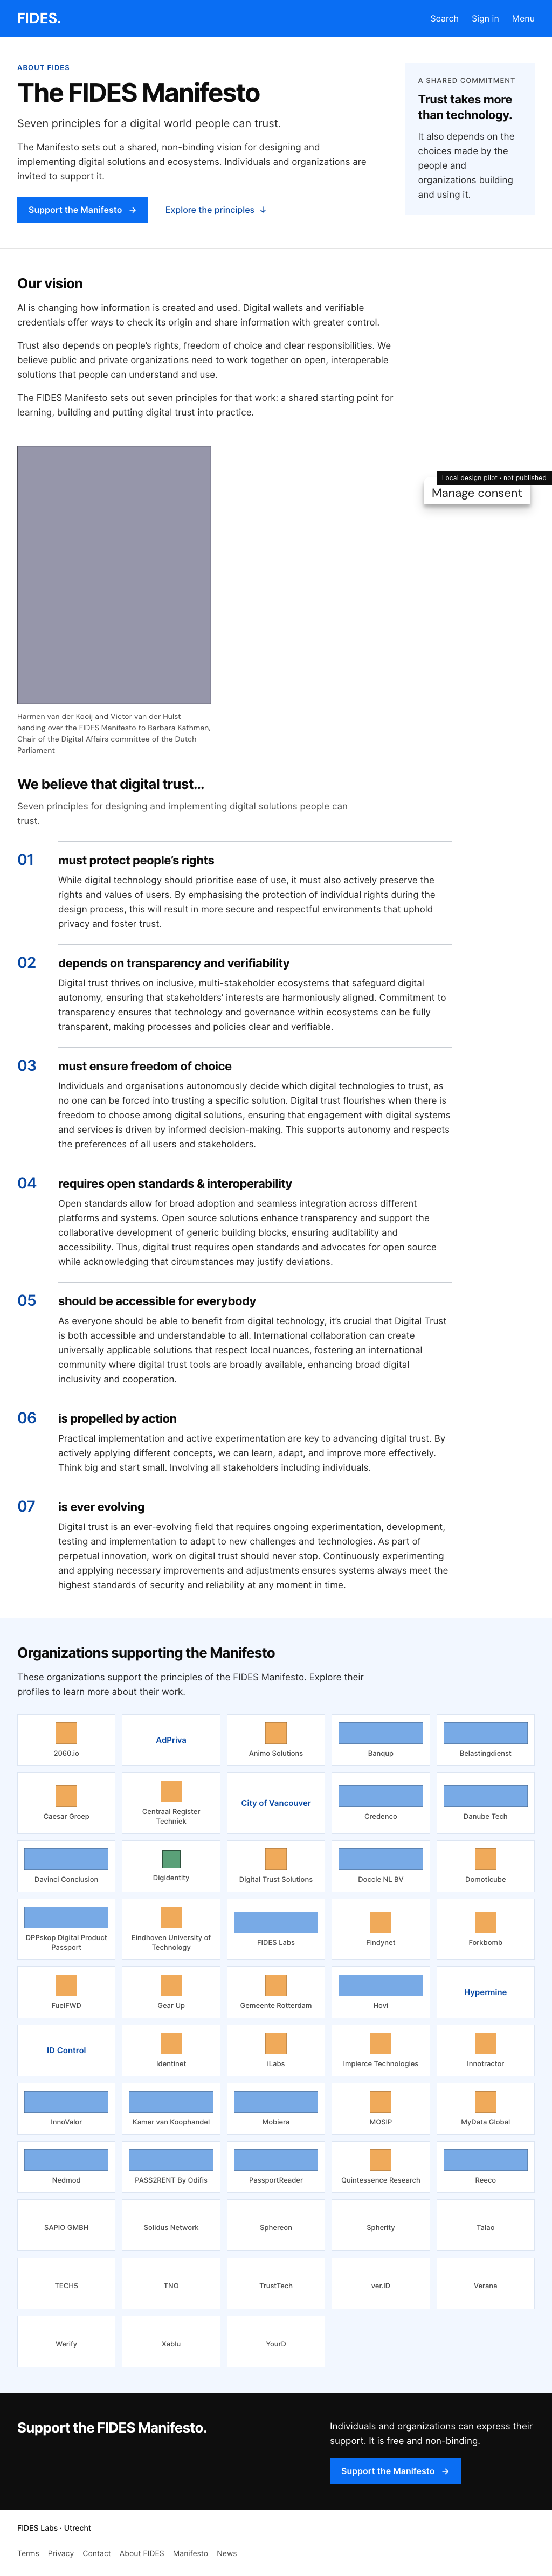 FIDES.
Search Sign in Menu
ABOUT FIDES
The FIDES Manifesto
Seven principles for a digital world people can trust.
The Manifesto sets out a shared, non-binding vision for designing and
implementing digital solutions and ecosystems. Individuals and organizations are
invited to support it.
Support the Manifesto →
Explore the principles ↓
A SHARED COMMITMENT
Trust takes more
than technology.
It also depends on the
choices made by the
people and
organizations building
and using it.
Our vision
AI is changing how information is created and used. Digital wallets and verifiable
credentials offer ways to check its origin and share information with greater control.
Trust also depends on people’s rights, freedom of choice and clear responsibilities. We
believe public and private organizations need to work together on open, interoperable
solutions that people can understand and use.
The FIDES Manifesto sets out seven principles for that work: a shared starting point for
learning, building and putting digital trust into practice.
Local design pilot · not published
Manage consent
Harmen van der Kooij and Victor van der Hulst
handing over the FIDES Manifesto to Barbara Kathman,
Chair of the Digital Affairs committee of the Dutch
Parliament
We believe that digital trust...
Seven principles for designing and implementing digital solutions people can
trust.
01
must protect people’s rights
While digital technology should prioritise ease of use, it must also actively preserve the
rights and values of users. By emphasising the protection of individual rights during the
design process, this will result in more secure and respectful environments that uphold
privacy and foster trust.
02
depends on transparency and verifiability
Digital trust thrives on inclusive, multi-stakeholder ecosystems that safeguard digital
autonomy, ensuring that stakeholders’ interests are harmoniously aligned. Commitment to
transparency ensures that technology and governance within ecosystems can be fully
transparent, making processes and policies clear and verifiable.
03
must ensure freedom of choice
Individuals and organisations autonomously decide which digital technologies to trust, as
no one can be forced into trusting a specific solution. Digital trust flourishes when there is
freedom to choose among digital solutions, ensuring that engagement with digital systems
and services is driven by informed decision-making. This supports autonomy and respects
the preferences of all users and stakeholders.
04
requires open standards & interoperability
Open standards allow for broad adoption and seamless integration across different
platforms and systems. Open source solutions enhance transparency and support the
collaborative development of generic building blocks, ensuring auditability and
accessibility. Thus, digital trust requires open standards and advocates for open source
while acknowledging that circumstances may justify deviations.
05
should be accessible for everybody
As everyone should be able to benefit from digital technology, it’s crucial that Digital Trust
is both accessible and understandable to all. International collaboration can create
universally applicable solutions that respect local nuances, fostering an international
community where digital trust tools are broadly available, enhancing broad digital
inclusivity and cooperation.
06
is propelled by action
Practical implementation and active experimentation are key to advancing digital trust. By
actively applying different concepts, we can learn, adapt, and improve more effectively.
Think big and start small. Involving all stakeholders including individuals.
07
is ever evolving
Digital trust is an ever-evolving field that requires ongoing experimentation, development,
testing and implementation to adapt to new challenges and technologies. As part of
perpetual innovation, work on digital trust should never stop. Continuously experimenting
and applying necessary improvements and adjustments ensures systems always meet the
highest standards of security and reliability at any moment in time.
Organizations supporting the Manifesto
These organizations support the principles of the FIDES Manifesto. Explore their
profiles to learn more about their work.
2060.io
AdPriva
Animo Solutions
Banqup
Belastingdienst
Caesar Groep
Centraal Register
Techniek
City of Vancouver
Credenco
Danube Tech
Davinci Conclusion
Digidentity
Digital Trust Solutions
Doccle NL BV
Domoticube
DPPskop Digital Product
Passport
Eindhoven University of
Technology
FIDES Labs
Findynet
Forkbomb
FuelFWD
Gear Up
Gemeente Rotterdam
Hovi
Hypermine
ID Control
Identinet
iLabs
Impierce Technologies
Innotractor
InnoValor
Kamer van Koophandel
Mobiera
MOSIP
MyData Global
Nedmod
PASS2RENT By Odifis
PassportReader
Quintessence Research
Reeco
SAPIO GMBH
Solidus Network
Sphereon
Spherity
Talao
TECH5
TNO
TrustTech
ver.ID
Verana
Werify
Xablu
YourD
Support the FIDES Manifesto.
Individuals and organizations can express their
support. It is free and non-binding.
Support the Manifesto →
FIDES Labs · Utrecht
Terms Privacy Contact About FIDES Manifesto News